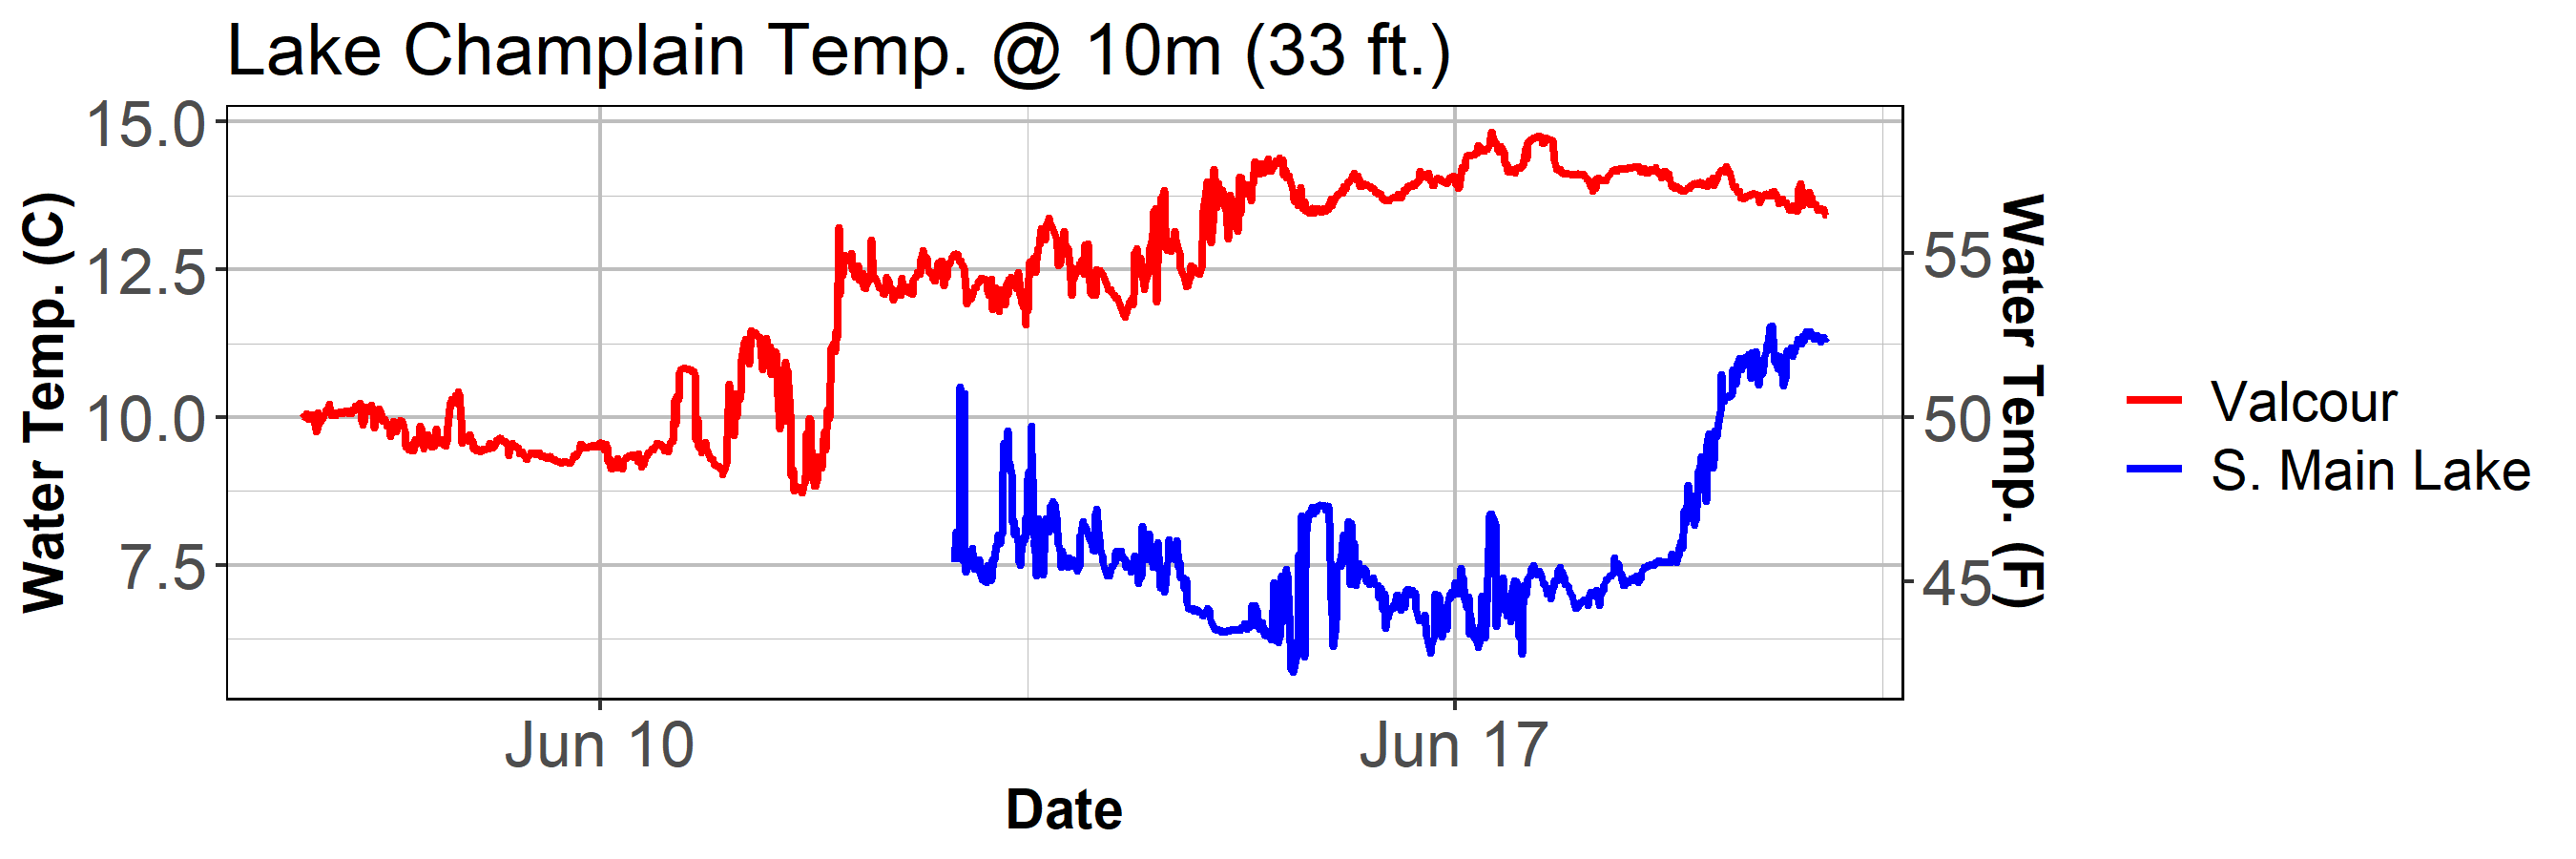 Lake Champlain Temp. @ 10m (33 ft.)
Water Temp. (C)
15.0
12.5
10.0
7.5
55
50
45
Water Temp. (F)
Jun 10
Jun 17
Date
Valcour
S. Main Lake